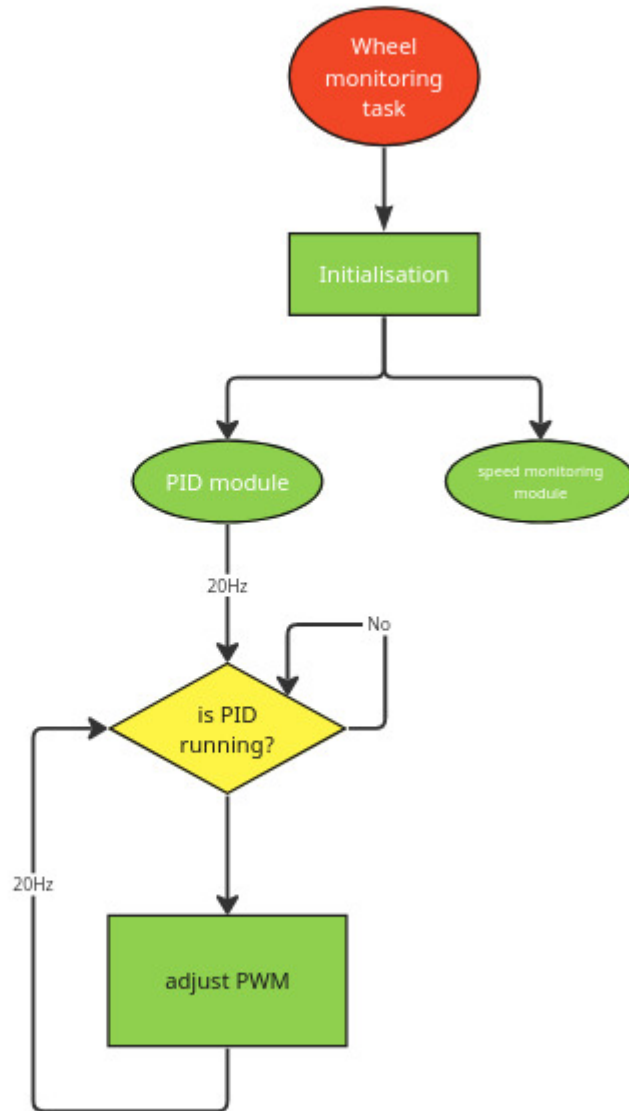 Wheel
monitoring
task
Initialisation
PID module
speed monitoring
module
20Hz
No
is PID
running?
20Hz
adjust PWM